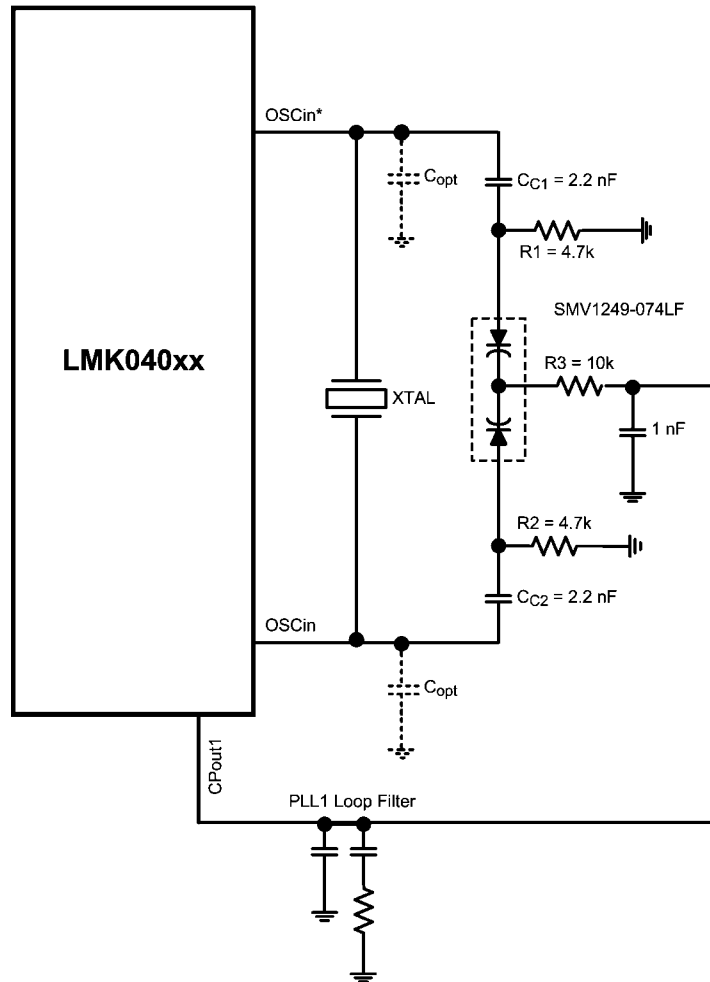 OSCin*
Copt
CC1 = 2.2 nF
R1 = 4.7k
SMV1249-074LF
LMK040xx
XTAL
R3 = 10k
1 nF
R2 = 4.7k
CC2 = 2.2 nF
OSCin
Copt
CPout1
PLL1 Loop Filter